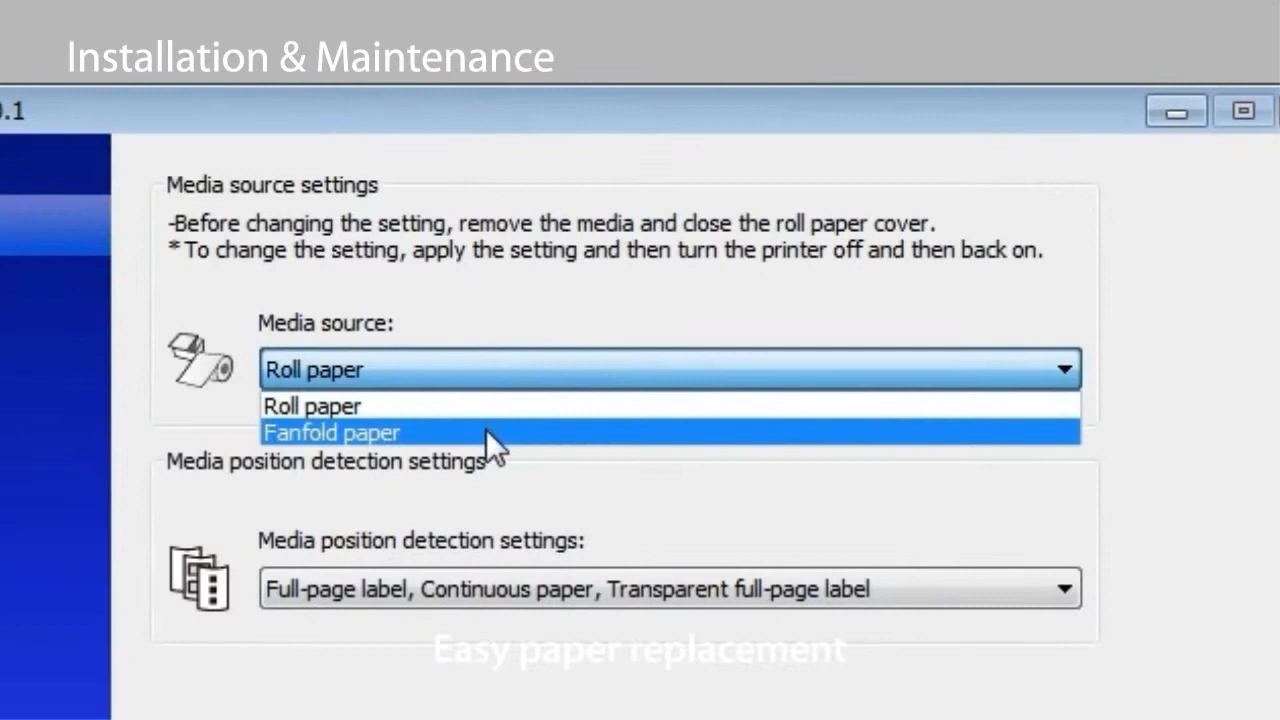 Installation & Maintenance
0.1
Media source settings
-Before changing the setting, remove the media and close the roll paper cover.
* To change the setting, apply the setting and then turn the printer off and then back on.
Media source:
Roll paper
Roll paper
Fanfold paper
Media position detection settings
Media position detection settings:
Full-page label, Continuous paper, Transparent full-page label
Easy paper replacement